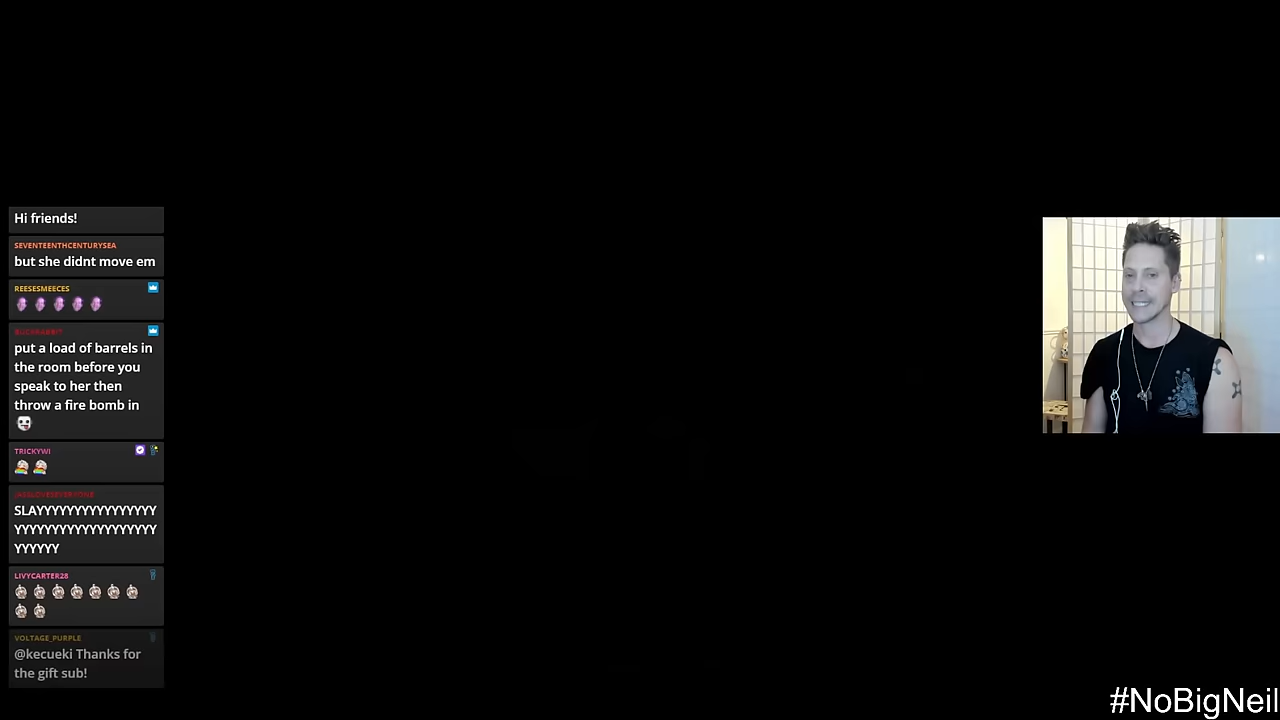 Hi friends!
SEVENTEENTHCENTURYSEA
but she didnt move em
REESESMEECES
put a load of barrels in
the room before you
speak to her then
throw a fire bomb in
TRICKYWI
JASSLOVESEVERYONE
SLAYYYYYYYYYYYYYYYY
YYYYYYYYYYYYYYYYYYY
YYYYYY
LIVYCARTER28
VOLTAGE_PURPLE
@kecueki Thanks for
the gift sub!
#NoBigNeil